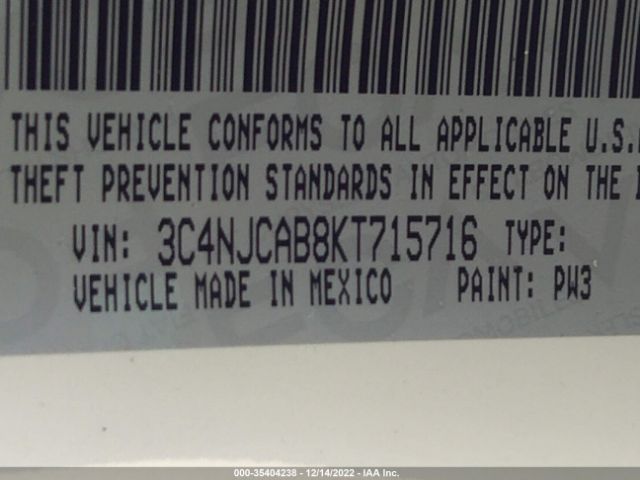 THIS VEHICLE CONFORMS TO ALL APPLICABLE U.S.
THEFT PREVENTION STANDARDS IN EFFECT ON THE
VIN: 3C4NJCAB8KT715716 TYPE:
VEHICLE MADE IN MEXICO PAINT: PW3
000-35404238 - 12/14/2022 - IAA Inc.